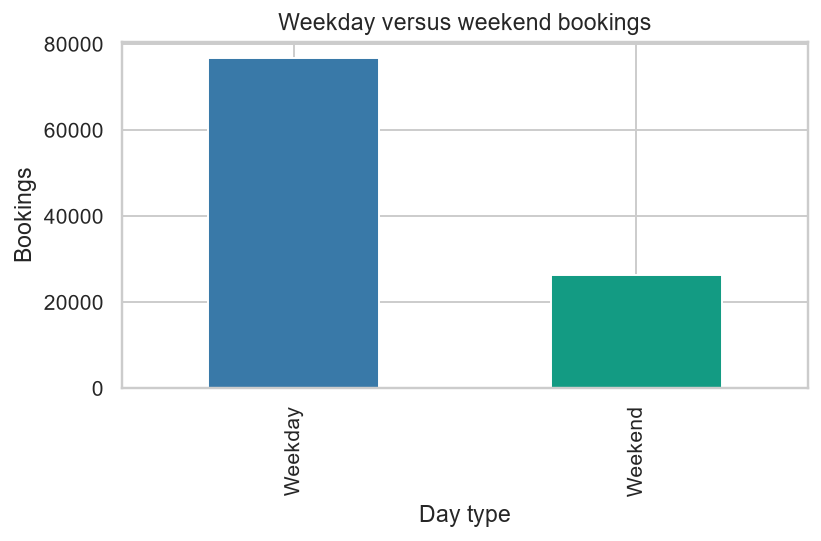 Weekday versus weekend bookings
Bookings
80000
60000
40000
20000
0
Weekday
Weekend
Day type